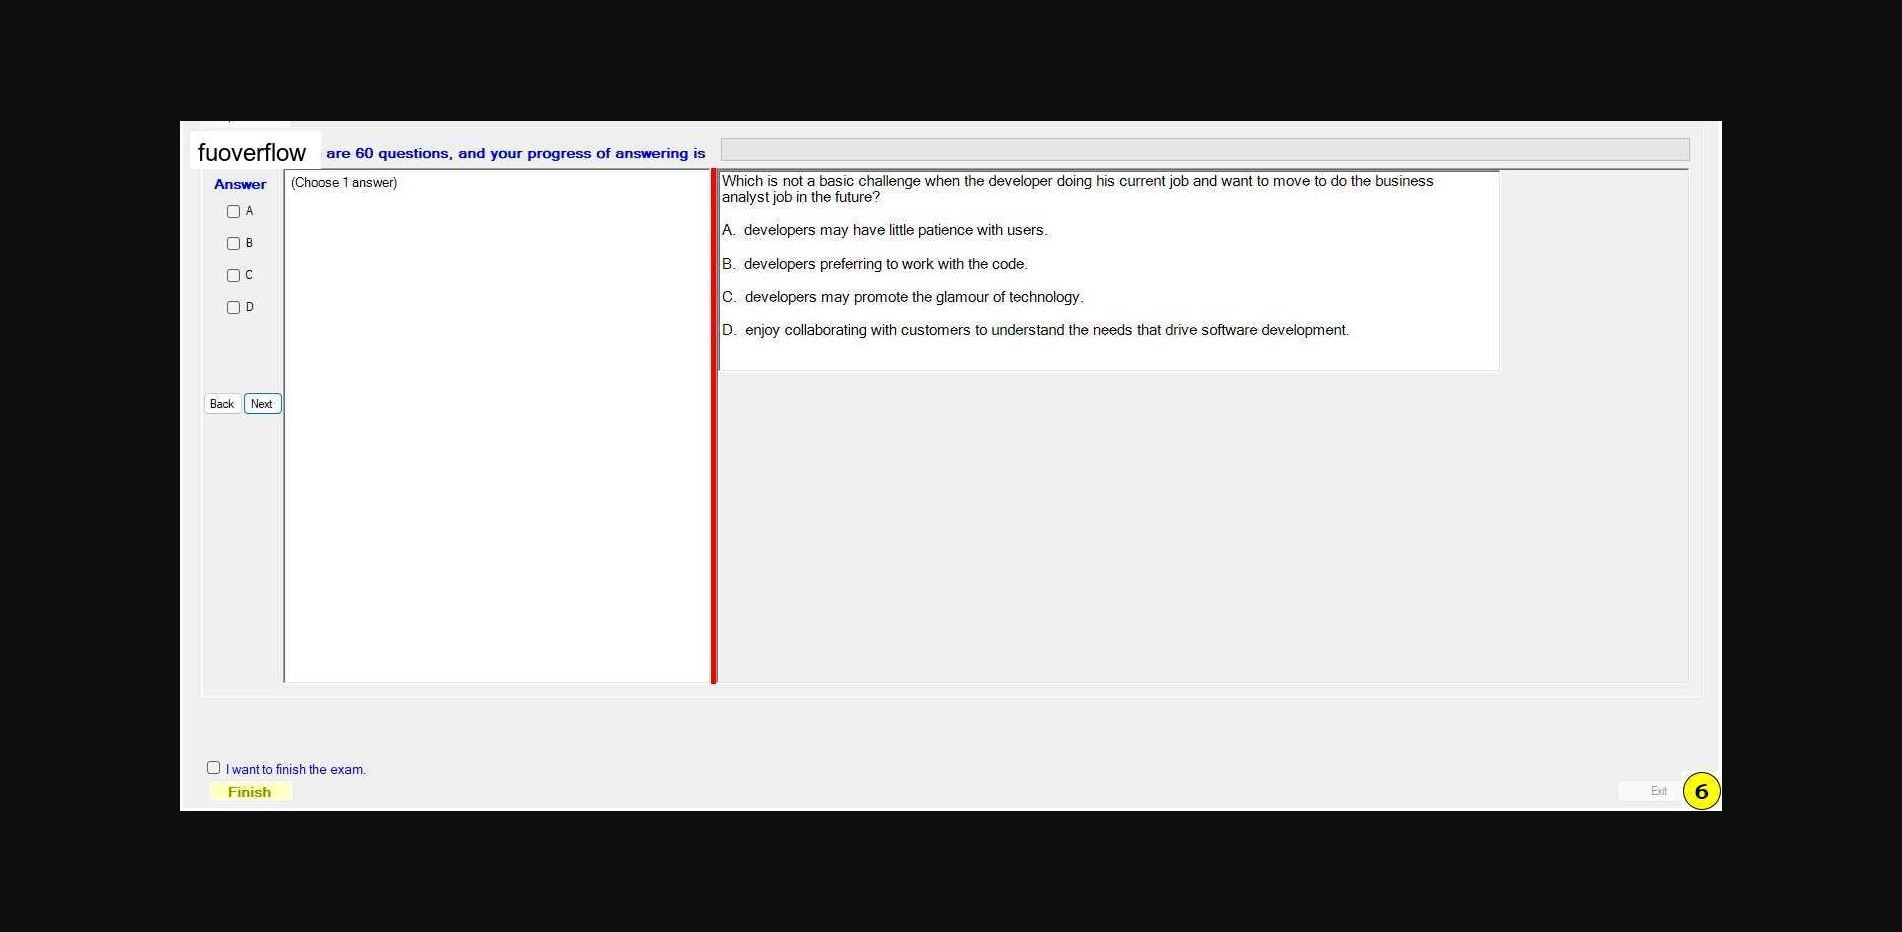 fuoverflow are 60 questions, and your progress of answering is
Answer
A
B
C
D
Back Next
(Choose 1 answer)
Which is not a basic challenge when the developer doing his current job and want to move to do the business
analyst job in the future?
A. developers may have little patience with users.
B. developers preferring to work with the code.
C. developers may promote the glamour of technology.
D. enjoy collaborating with customers to understand the needs that drive software development.
I want to finish the exam.
Finish
Exit
6